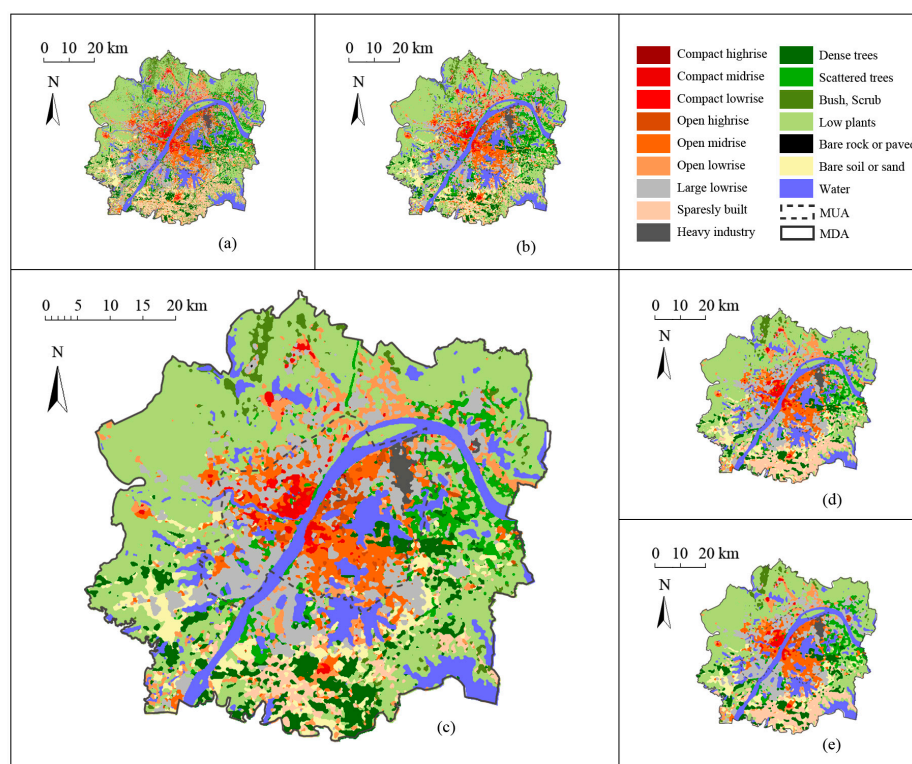 0 10 20 km
N
(a)
0 10 20 km
N
(b)
Compact highrise
Compact midrise
Compact lowrise
Open highrise
Open midrise
Open lowrise
Large lowrise
Sparesly built
Heavy industry
Dense trees
Scattered trees
Bush, Scrub
Low plants
Bare rock or paved
Bare soil or sand
Water
MUA
MDA
0 5 10 15 20 km
N
(c)
0 10 20 km
N
(d)
0 10 20 km
N
(e)